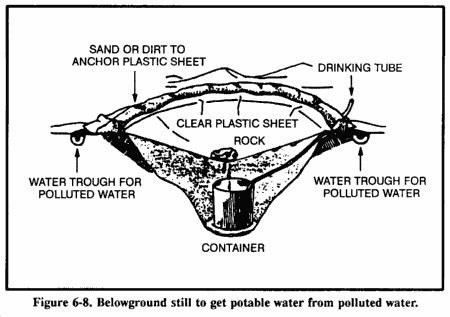 SAND OR DIRT TO
ANCHOR PLASTIC SHEET
DRINKING TUBE
CLEAR PLASTIC SHEET
ROCK
WATER TROUGH FOR
POLLUTED WATER
WATER TROUGH FOR
POLLUTED WATER
CONTAINER
Figure 6-8. Belowground still to get potable water from polluted water.